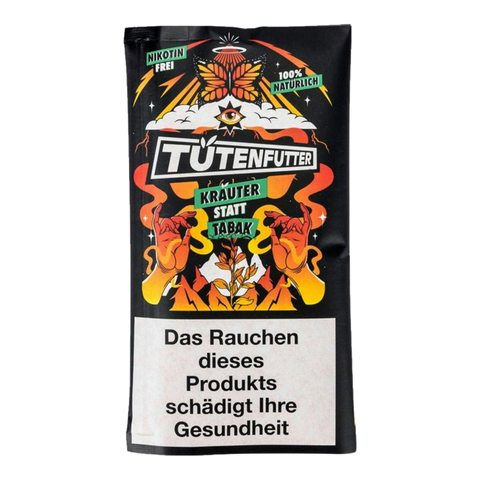 NIKOTIN
FREI
100%
NATÜRLICH
TÜTENFUTTER
KRÄUTER
STATT
TABAK
Das Rauchen
dieses
Produkts
schädigt Ihre
Gesundheit